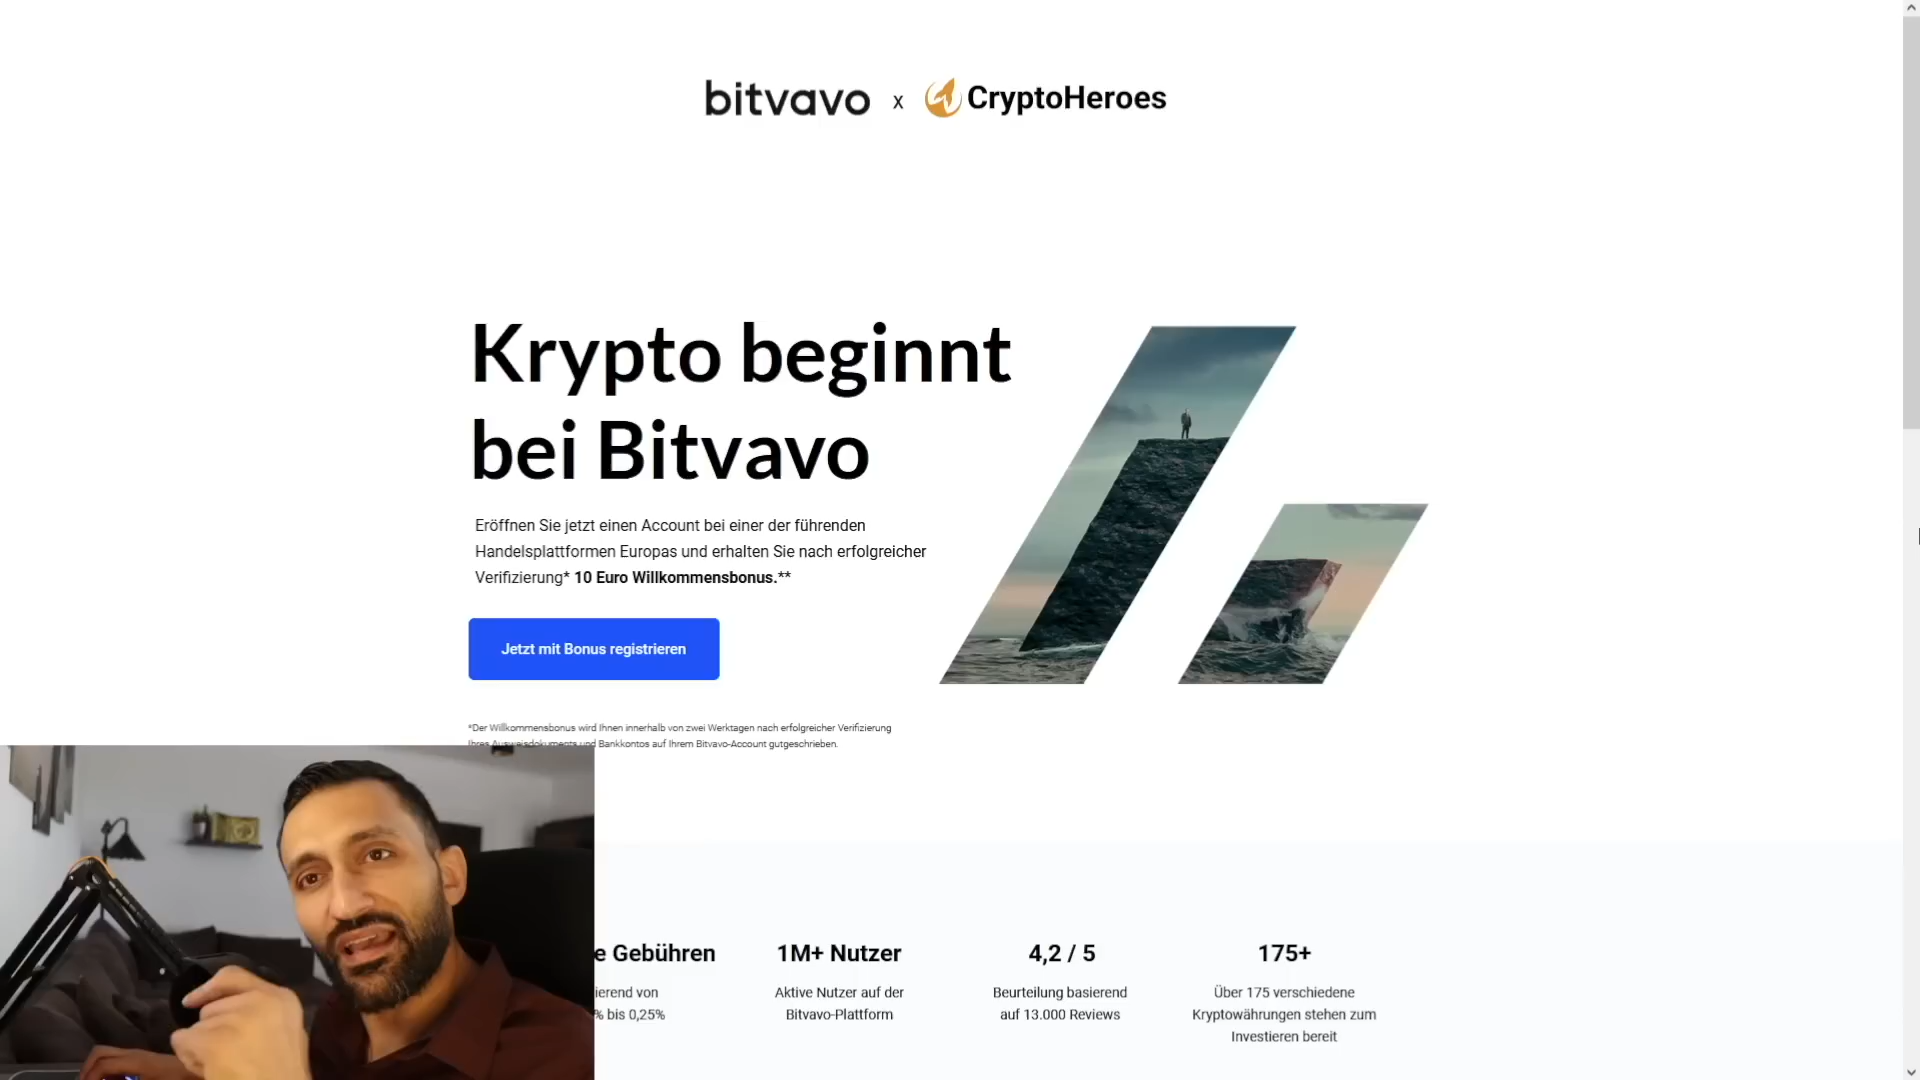 bitvavo x CryptoHeroes
Krypto beginnt
bei Bitvavo
Eröffnen Sie jetzt einen Account bei einer der führenden
Handelsplattformen Europas und erhalten Sie nach erfolgreicher
Verifizierung* 10 Euro Willkommensbonus.**
Jetzt mit Bonus registrieren
*Der Willkommensbonus wird Ihnen innerhalb von zwei Werktagen nach erfolgreicher Verifizierung
Ihres Ausweisdokuments und Bankkontos auf Ihrem Bitvavo-Account gutgeschrieben.
e Gebühren
ierend von
% bis 0,25%
1M+ Nutzer
Aktive Nutzer auf der
Bitvavo-Plattform
4,2 / 5
Beurteilung basierend
auf 13.000 Reviews
175+
Über 175 verschiedene
Kryptowährungen stehen zum
Investieren bereit